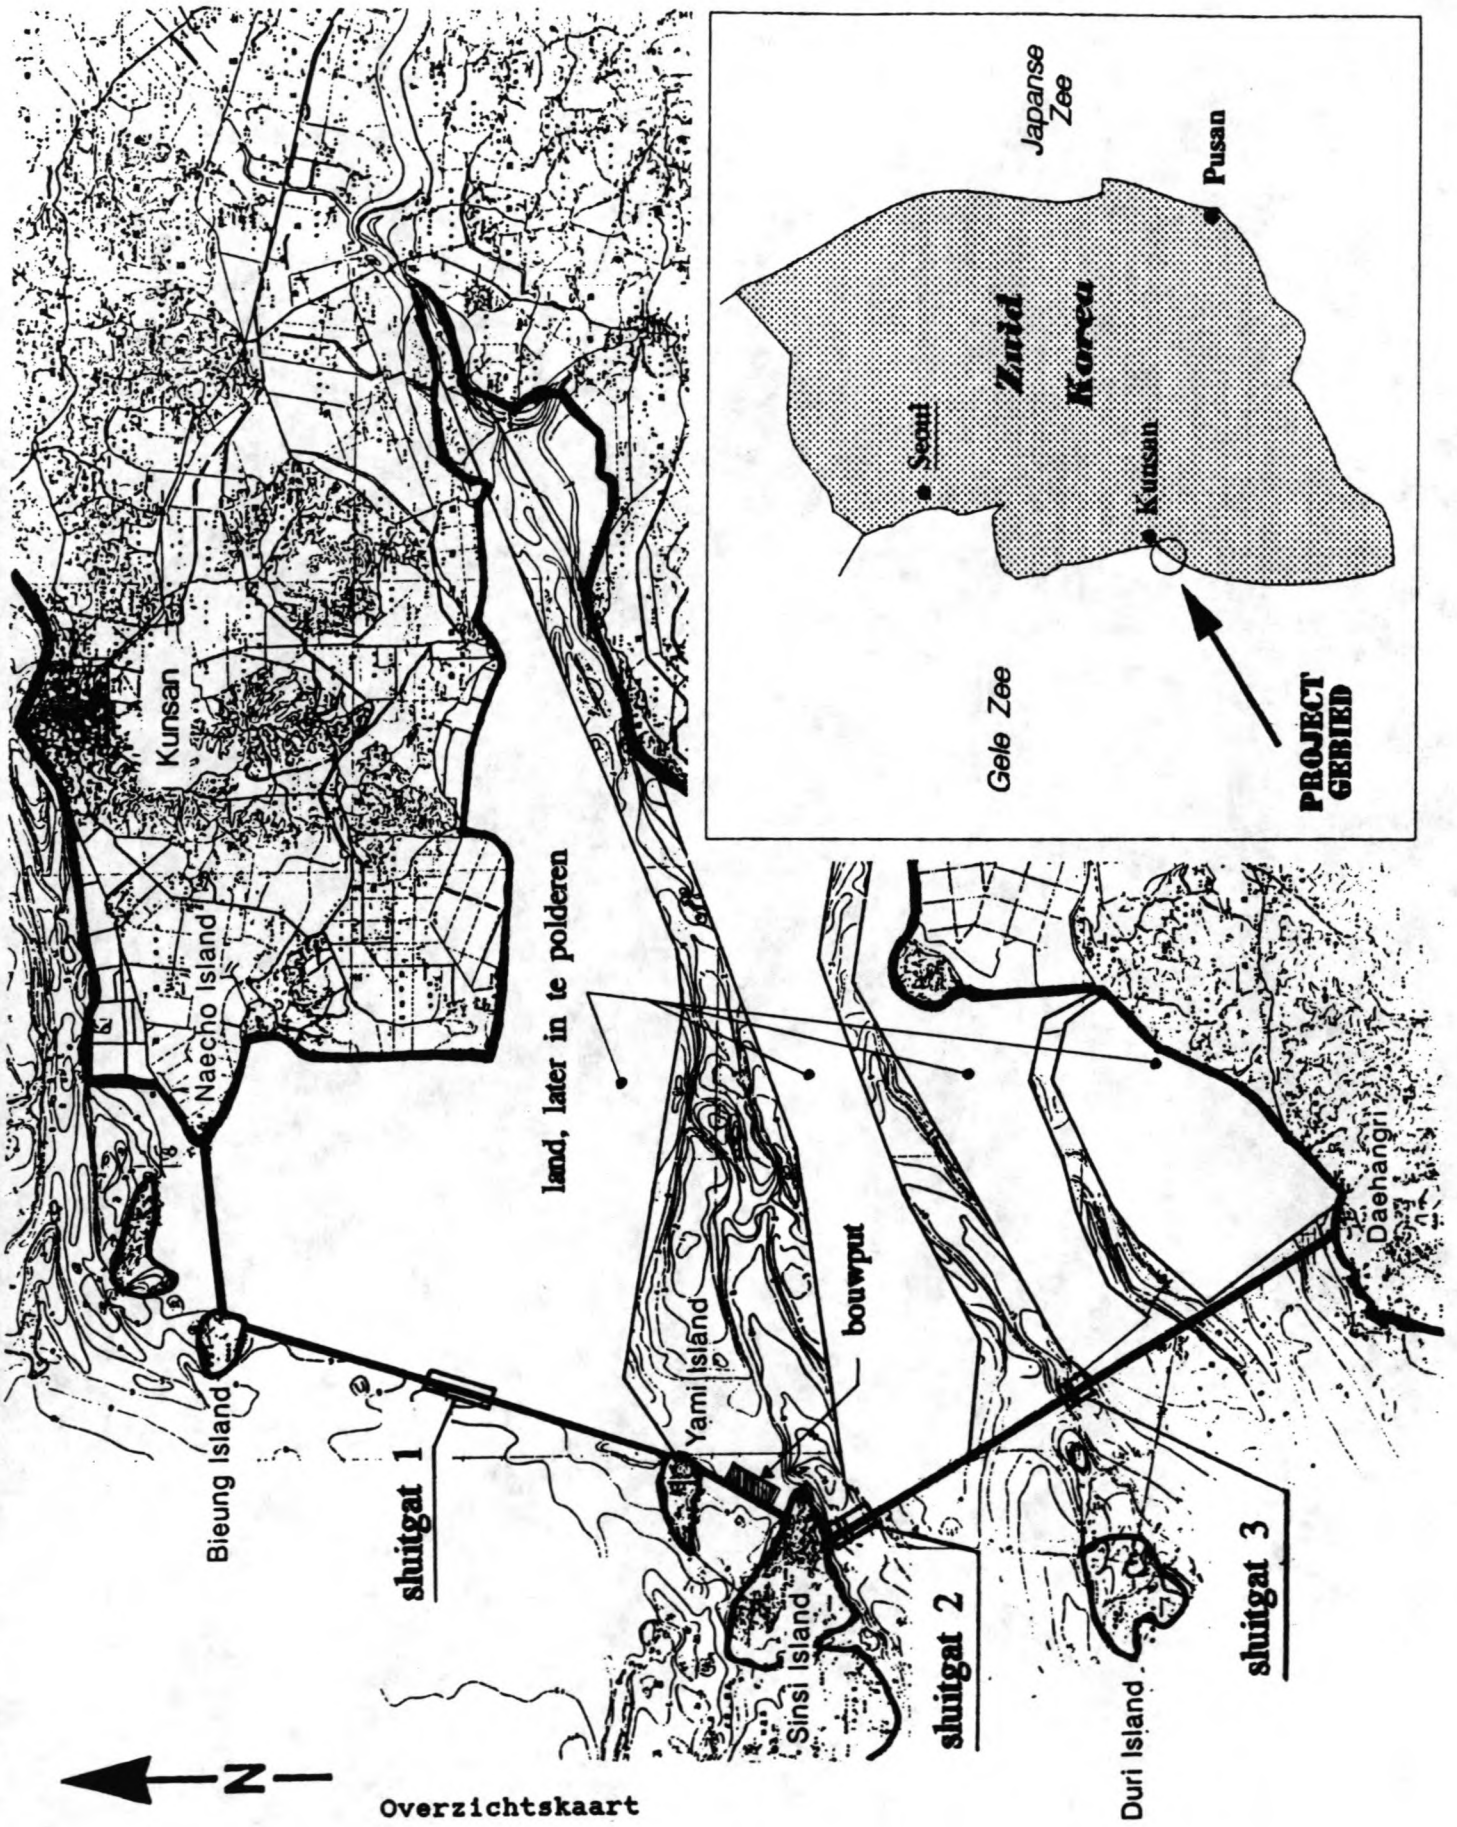 Japanse
Zee
Pusan
Zuid
Korea
Seoul
Kunsan
Gele Zee
PROJECT
GEBIED
Kunsan
Naecho Island
land, later in te polderen
Daehangri
bouwput
Yami Island
Bieung Island
sluitgat 1
Sinsi Island
sluitgat 2
sluitgat 3
Duri Island
N
Overzichtskaart